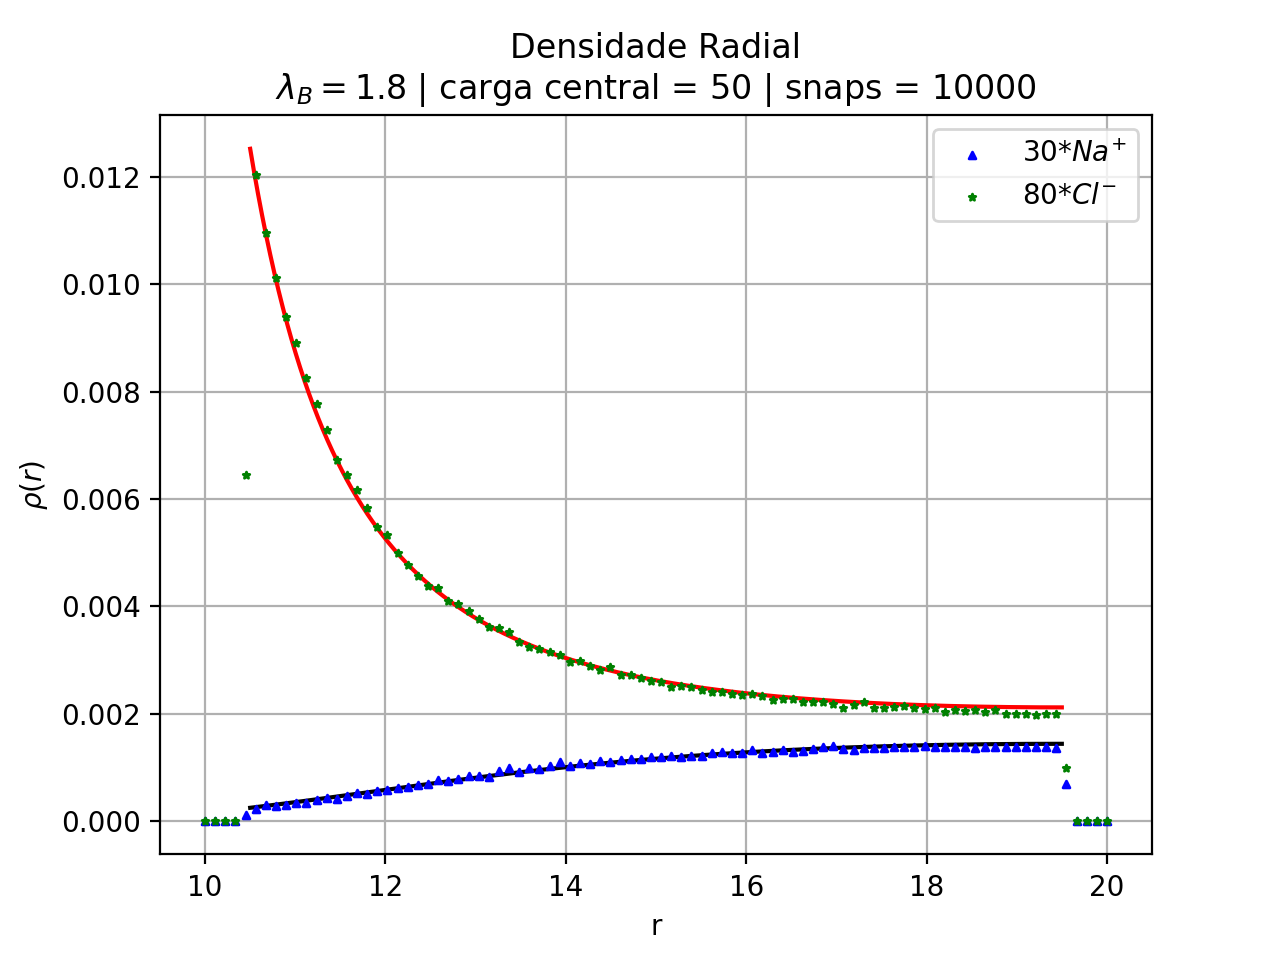 Densidade Radial
λ_B = 1.8 | carga central = 50 | snaps = 10000
30*Na⁺
80*Cl⁻
0.012
0.010
0.008
0.006
0.004
0.002
0.000
ρ(r)
10 12 14 16 18 20
r